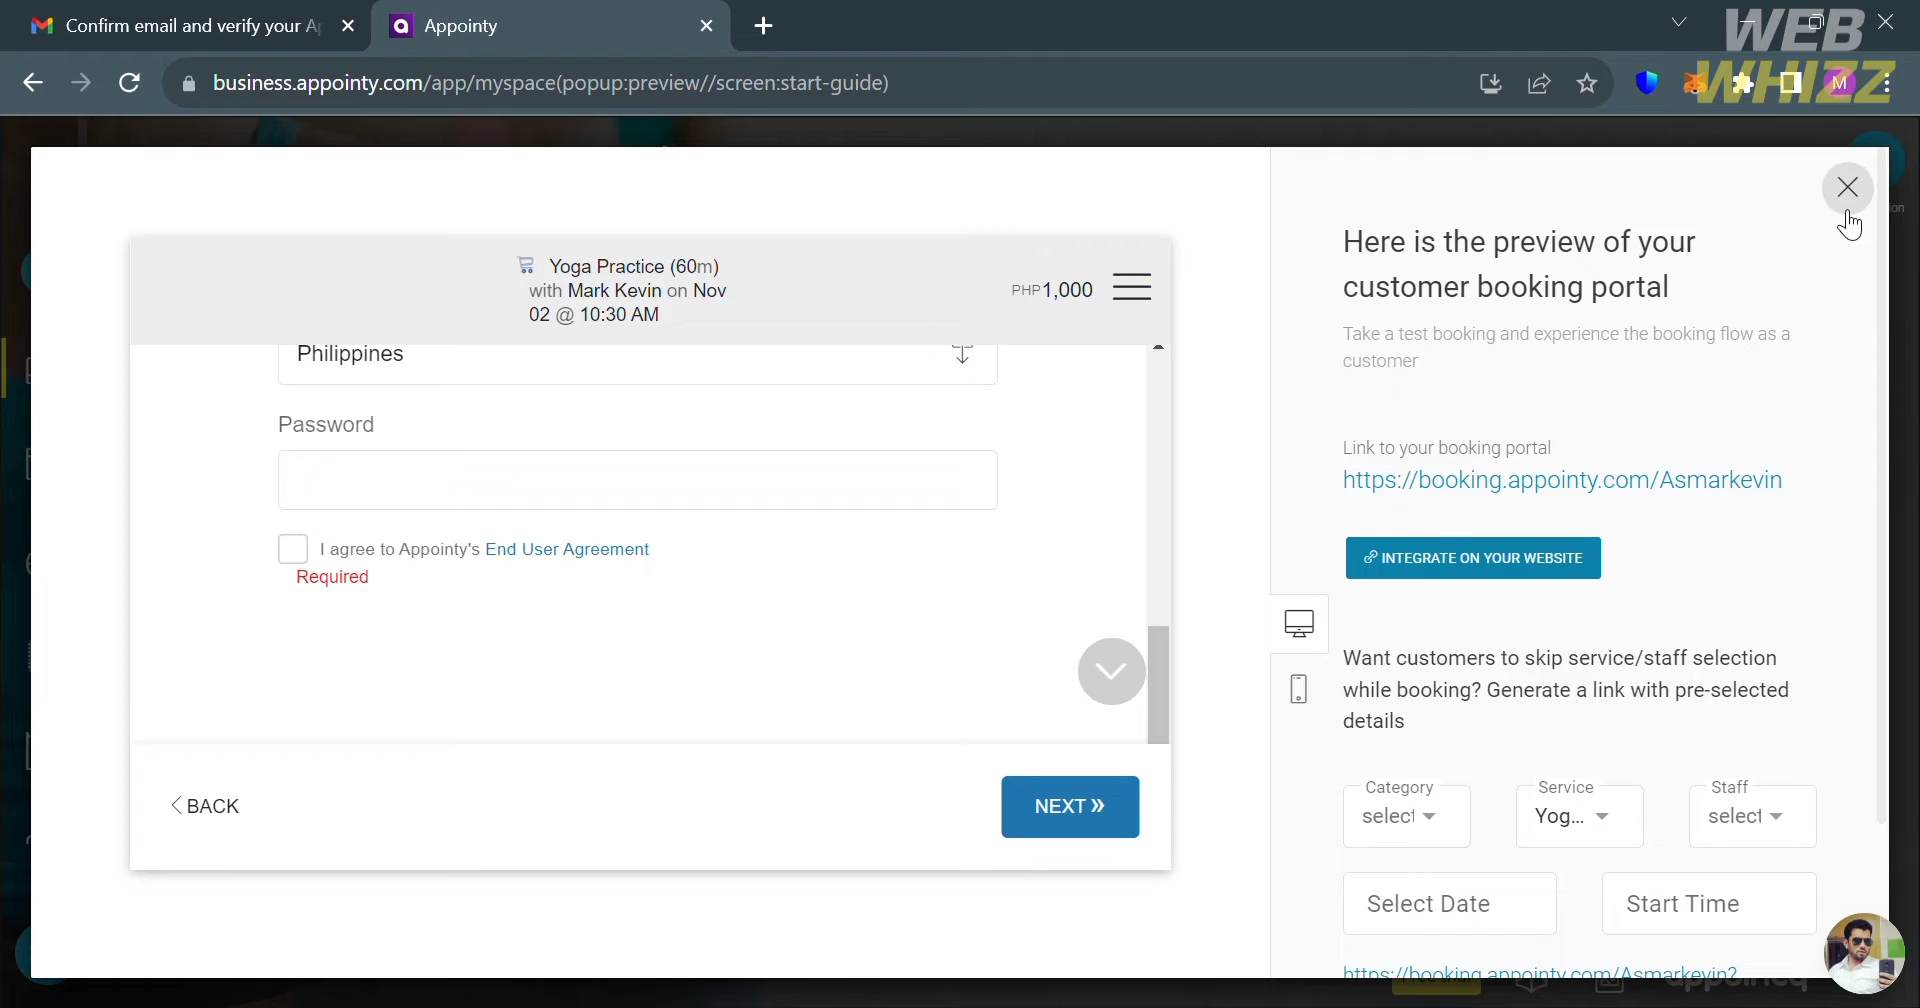 Confirm email and verify your Ap
Appointy
WEB
WHIZZ
business.appointy.com/app/myspace(popup:preview//screen:start-guide)
M
Yoga Practice (60m)
with Mark Kevin on Nov
02 @ 10:30 AM
PHP1,000
Philippines
Password
I agree to Appointy's End User Agreement
Required
BACK
NEXT »
Here is the preview of your
customer booking portal
Take a test booking and experience the booking flow as a
customer
Link to your booking portal
https://booking.appointy.com/Asmarkevin
INTEGRATE ON YOUR WEBSITE
Want customers to skip service/staff selection
while booking? Generate a link with pre-selected
details
Category
select
Service
Yog...
Staff
select
Select Date
Start Time
https://booking.appointy.com/Asmarkevin?